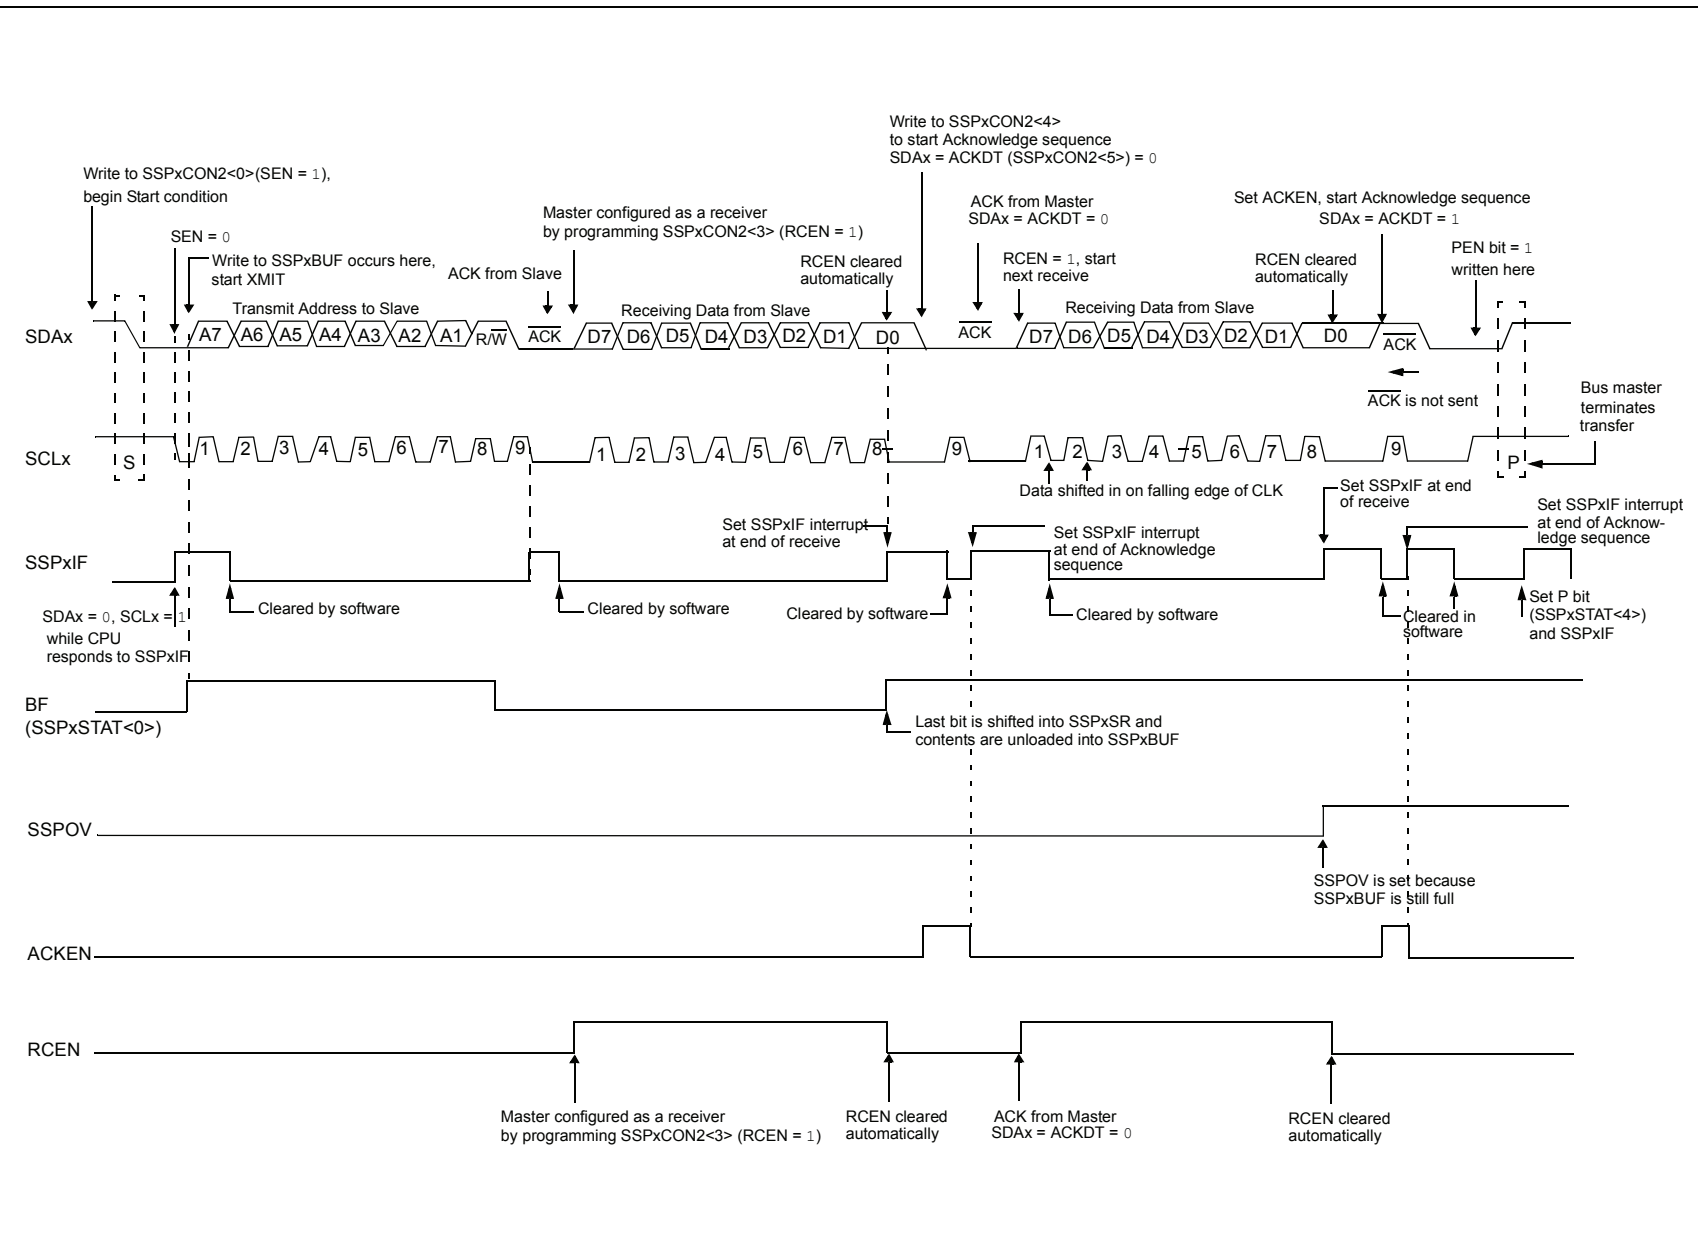 Write to SSPxCON2<4>
to start Acknowledge sequence
SDAx = ACKDT (SSPxCON2<5>) = 0
Write to SSPxCON2<0>(SEN = 1),
begin Start condition
ACK from Master
SDAx = ACKDT = 0
Set ACKEN, start Acknowledge sequence
SDAx = ACKDT = 1
Master configured as a receiver
by programming SSPxCON2<3> (RCEN = 1)
SEN = 0
Write to SSPxBUF occurs here,
start XMIT
ACK from Slave
RCEN cleared
automatically
RCEN = 1, start
next receive
RCEN cleared
automatically
PEN bit = 1
written here
Transmit Address to Slave
Receiving Data from Slave
Receiving Data from Slave
SDAx
A7 A6 A5 A4 A3 A2 A1 R/W ACK D7 D6 D5 D4 D3 D2 D1 D0 ACK D7 D6 D5 D4 D3 D2 D1 D0 ACK
ACK is not sent
Bus master
terminates
transfer
SCLx
S 1 2 3 4 5 6 7 8 9 1 2 3 4 5 6 7 8 9 1 2 3 4 5 6 7 8 9 P
Data shifted in on falling edge of CLK
Set SSPxIF at end
of receive
Set SSPxIF interrupt
at end of receive
Set SSPxIF interrupt
at end of Acknowledge
sequence
Set SSPxIF interrupt
at end of Acknow-
ledge sequence
SSPxIF
SDAx = 0, SCLx = 1
while CPU
responds to SSPxIF
Cleared by software
Cleared by software
Cleared by software
Cleared by software
Cleared in
software
Set P bit
(SSPxSTAT<4>)
and SSPxIF
BF
(SSPxSTAT<0>)
Last bit is shifted into SSPxSR and
contents are unloaded into SSPxBUF
SSPOV
SSPOV is set because
SSPxBUF is still full
ACKEN
RCEN
Master configured as a receiver
by programming SSPxCON2<3> (RCEN = 1)
RCEN cleared
automatically
ACK from Master
SDAx = ACKDT = 0
RCEN cleared
automatically